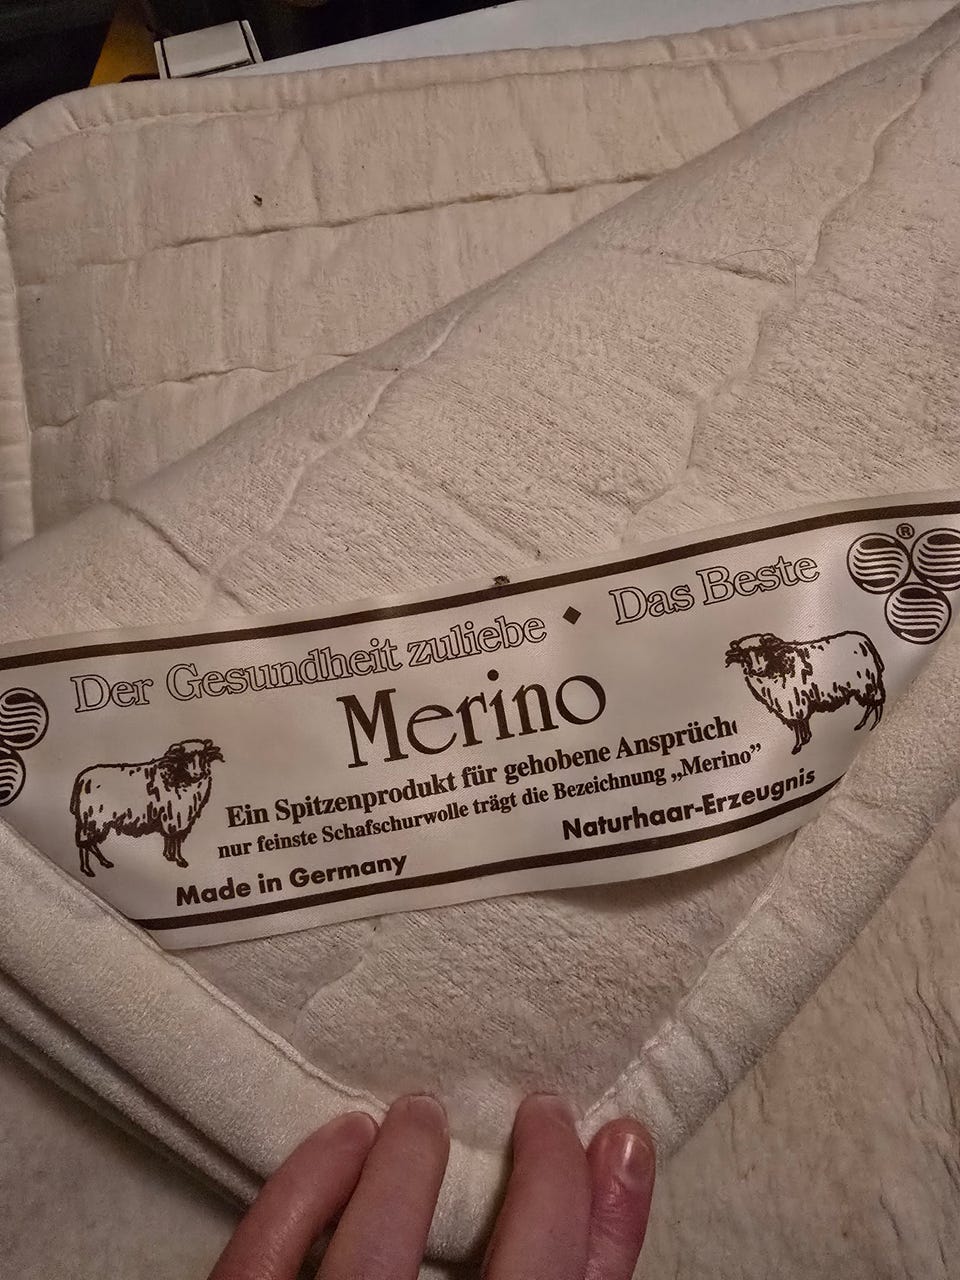 ®
Der Gesundheit zuliebe ◆ Das Beste
Merino
Ein Spitzenprodukt für gehobene Ansprüche
nur feinste Schafschurwolle trägt die Bezeichnung „Merino”
Made in Germany Naturhaar-Erzeugnis